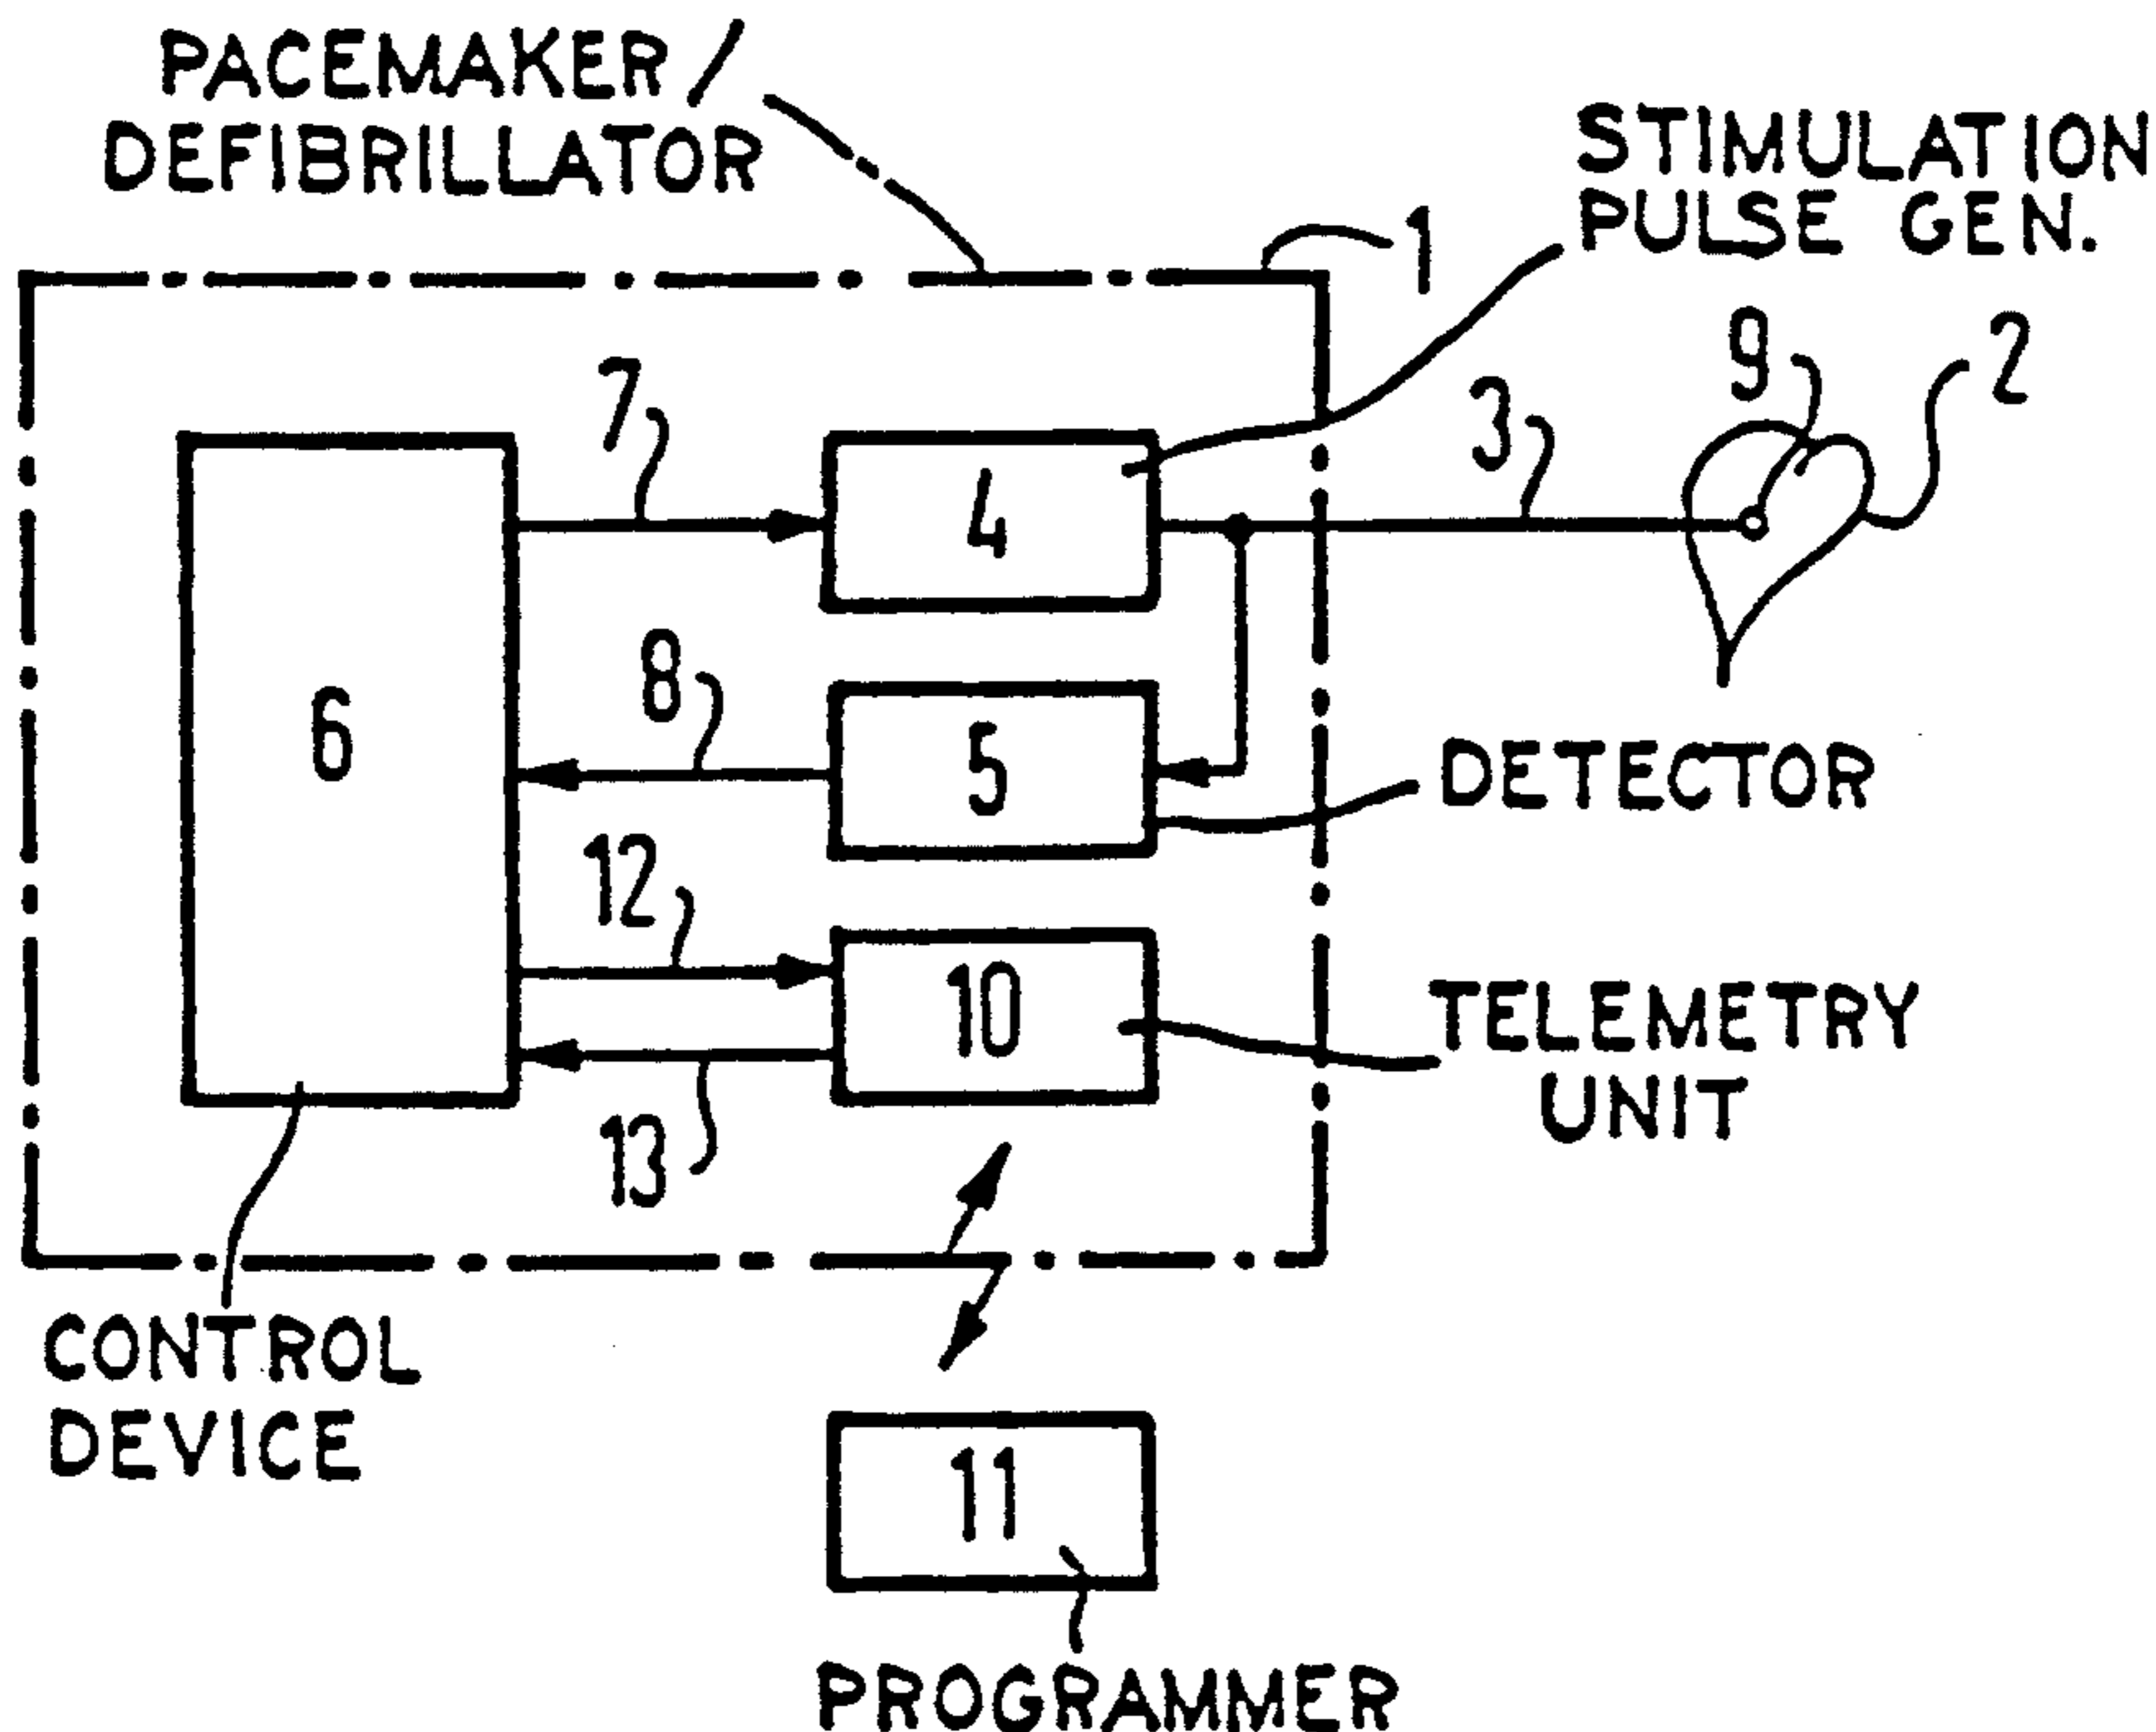 PACEMAKER /
DEFIBRILLATOR
STIMULATION
PULSE GEN.
1
7
3
9
2
4
6
8
5
DETECTOR
12
10
TELEMETRY
UNIT
13
CONTROL
DEVICE
11
PROGRAMMER